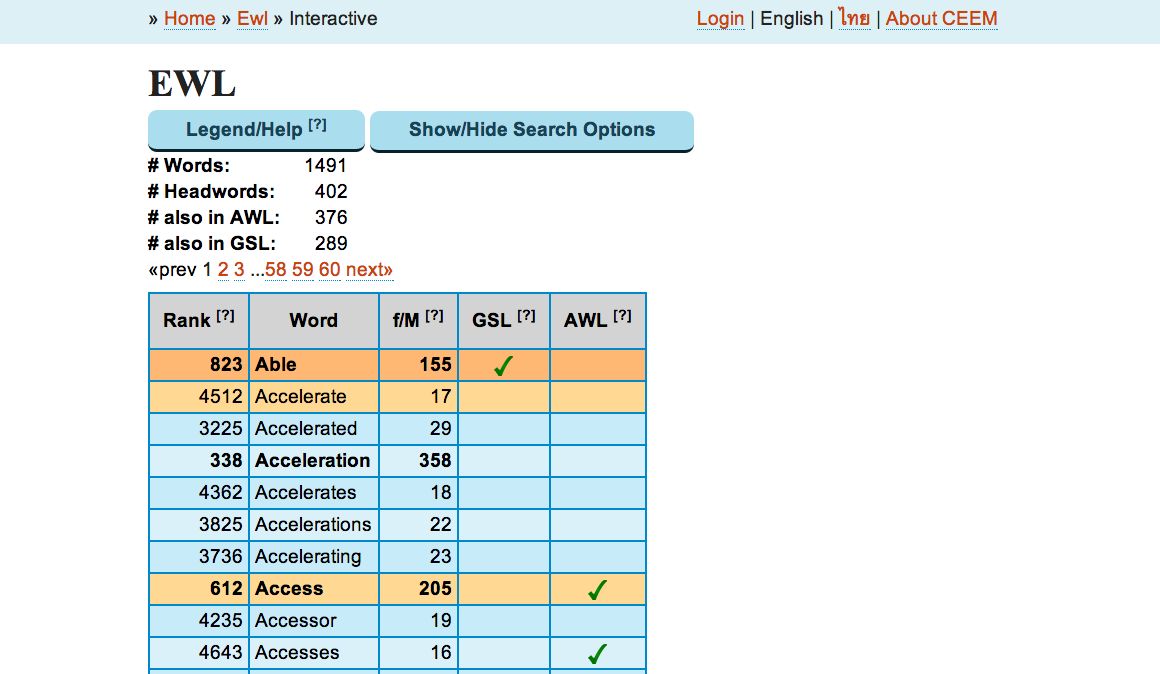 » Home » Ewl » Interactive
Login | English | ไทย | About CEEM
EWL
Legend/Help [?] Show/Hide Search Options
# Words: 1491
# Headwords: 402
# also in AWL: 376
# also in GSL: 289
«prev 1 2 3 ...58 59 60 next»
Rank [?] Word f/M [?] GSL [?] AWL [?]
823 Able 155 ✓
4512 Accelerate 17
3225 Accelerated 29
338 Acceleration 358
4362 Accelerates 18
3825 Accelerations 22
3736 Accelerating 23
612 Access 205 ✓
4235 Accessor 19
4643 Accesses 16 ✓